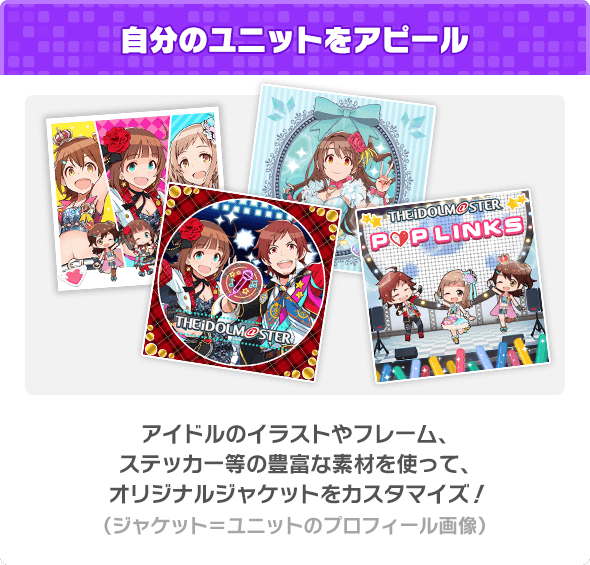 自分のユニットをアピール
THE iDOLM@STER
THE iDOLM@STER
POP LINKS
アイドルのイラストやフレーム、
ステッカー等の豊富な素材を使って、
オリジナルジャケットをカスタマイズ！
（ジャケット＝ユニットのプロフィール画像）